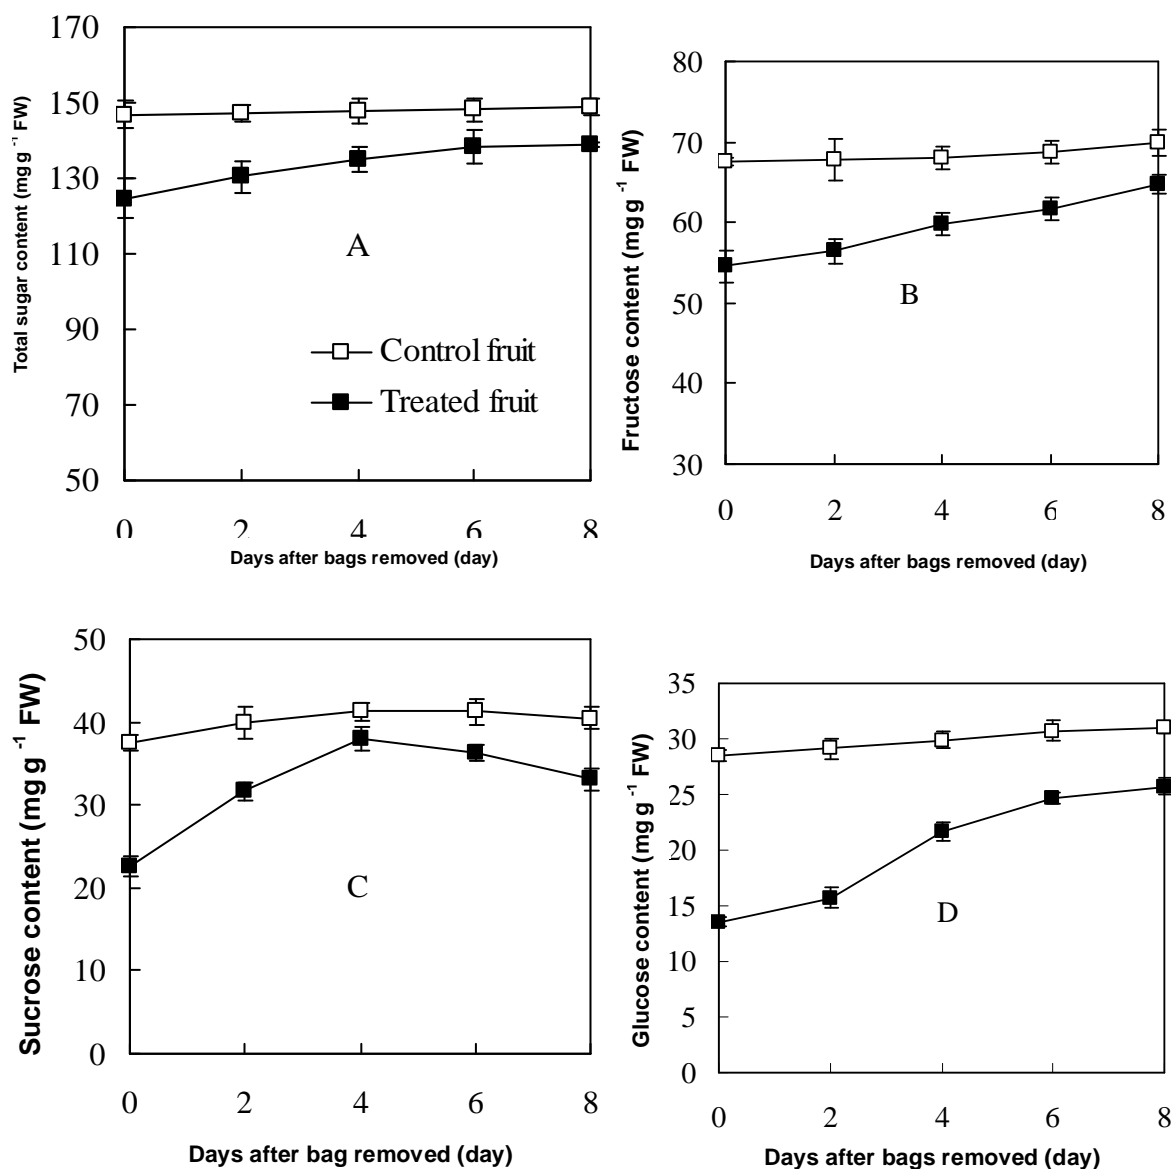 170
150
130
110
90
70
50
Total sugar content (mg g⁻¹ FW)
A
Control fruit
Treated fruit
0 2 4 6 8
Days after bags removed (day)
80
70
60
50
40
30
Fructose content (mg g⁻¹ FW)
B
0 2 4 6 8
Days after bags removed (day)
50
40
30
20
10
0
Sucrose content (mg g⁻¹ FW)
C
0 2 4 6 8
Days after bag removed (day)
35
30
25
20
15
10
5
0
Glucose content (mg g⁻¹ FW)
D
0 2 4 6 8
Days after bags removed (day)